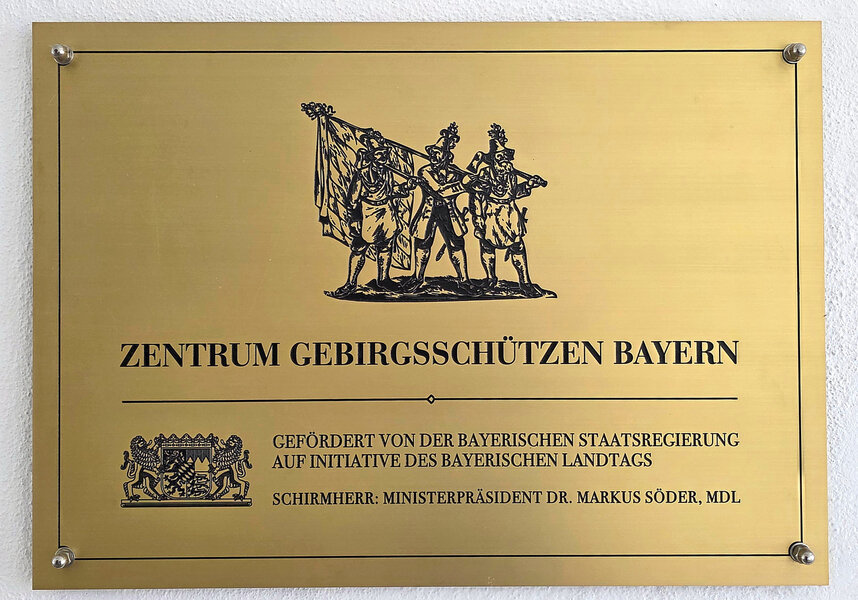 ZENTRUM GEBIRGSSCHÜTZEN BAYERN
GEFÖRDERT VON DER BAYERISCHEN STAATSREGIERUNG
AUF INITIATIVE DES BAYERISCHEN LANDTAGS
SCHIRMHERR: MINISTERPRÄSIDENT DR. MARKUS SÖDER, MDL